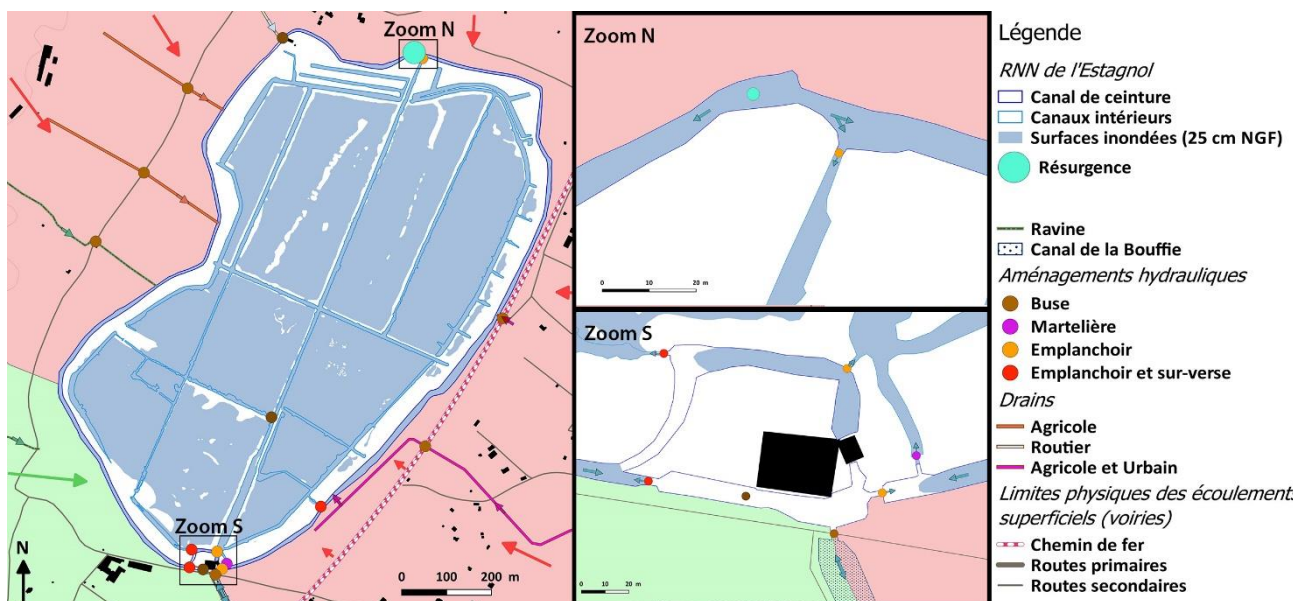 Zoom N
Zoom S
N
0 100 200 m
Zoom N
0 10 20 m
Zoom S
0 10 20 m
Légende
RNN de l'Estagnol
Canal de ceinture
Canaux intérieurs
Surfaces inondées (25 cm NGF)
Résurgence
Ravine
Canal de la Bouffie
Aménagements hydrauliques
Buse
Martelière
Emplanchoir
Emplanchoir et sur-verse
Drains
Agricole
Routier
Agricole et Urbain
Limites physiques des écoulements
superficiels (voiries)
Chemin de fer
Routes primaires
Routes secondaires